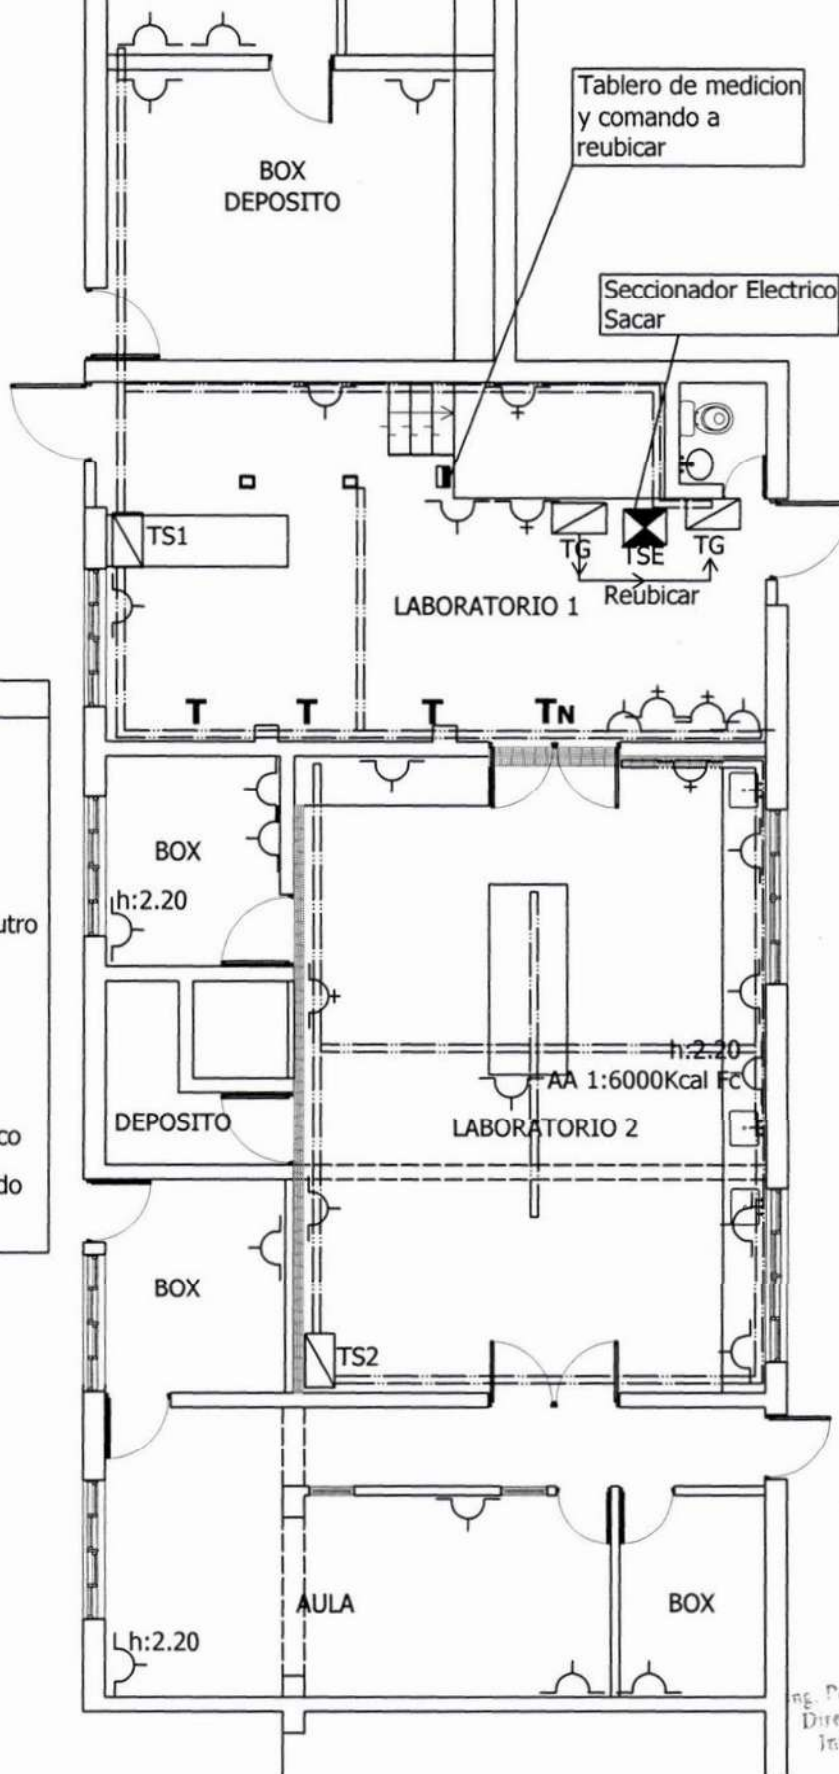 Tablero de medicion
y comando a
reubicar
BOX
DEPOSITO
Seccionador Electrico
Sacar
TS1
TG
TSE
TG
Reubicar
LABORATORIO 1
T
T
T
TN
BOX
h:2.20
utro
h:2.20
AA 1:6000Kcal Fc
DEPOSITO
LABORATORIO 2
co
do
BOX
TS2
AULA
BOX
h:2.20